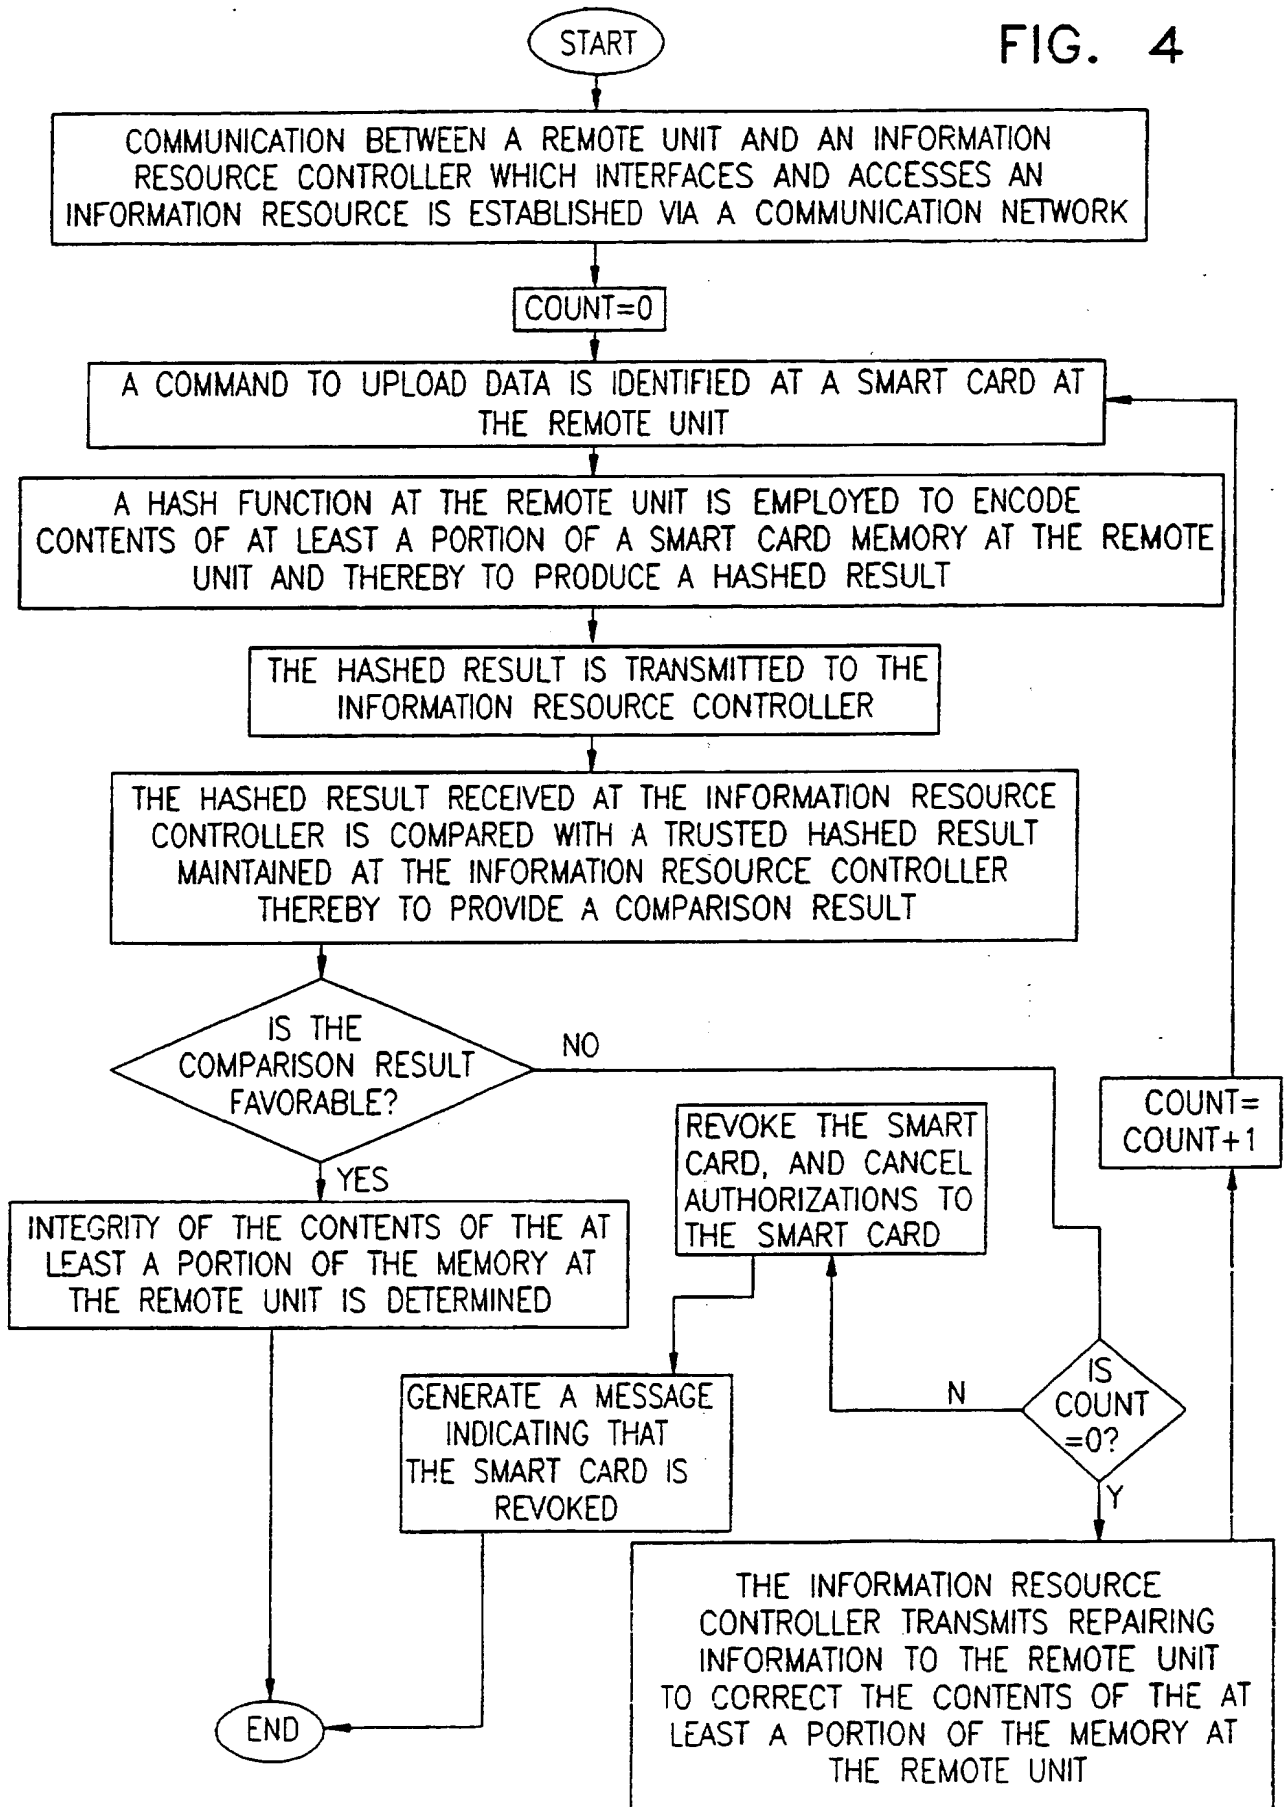 FIG. 4
START
COMMUNICATION BETWEEN A REMOTE UNIT AND AN INFORMATION
RESOURCE CONTROLLER WHICH INTERFACES AND ACCESSES AN
INFORMATION RESOURCE IS ESTABLISHED VIA A COMMUNICATION NETWORK
COUNT=0
A COMMAND TO UPLOAD DATA IS IDENTIFIED AT A SMART CARD AT
THE REMOTE UNIT
A HASH FUNCTION AT THE REMOTE UNIT IS EMPLOYED TO ENCODE
CONTENTS OF AT LEAST A PORTION OF A SMART CARD MEMORY AT THE REMOTE
UNIT AND THEREBY TO PRODUCE A HASHED RESULT
THE HASHED RESULT IS TRANSMITTED TO THE
INFORMATION RESOURCE CONTROLLER
THE HASHED RESULT RECEIVED AT THE INFORMATION RESOURCE
CONTROLLER IS COMPARED WITH A TRUSTED HASHED RESULT
MAINTAINED AT THE INFORMATION RESOURCE CONTROLLER
THEREBY TO PROVIDE A COMPARISON RESULT
IS THE
COMPARISON RESULT
FAVORABLE?
NO
YES
INTEGRITY OF THE CONTENTS OF THE AT
LEAST A PORTION OF THE MEMORY AT
THE REMOTE UNIT IS DETERMINED
REVOKE THE SMART
CARD, AND CANCEL
AUTHORIZATIONS TO
THE SMART CARD
COUNT=
COUNT+1
GENERATE A MESSAGE
INDICATING THAT
THE SMART CARD IS
REVOKED
N
IS
COUNT
=0?
Y
THE INFORMATION RESOURCE
CONTROLLER TRANSMITS REPAIRING
INFORMATION TO THE REMOTE UNIT
TO CORRECT THE CONTENTS OF THE AT
LEAST A PORTION OF THE MEMORY AT
THE REMOTE UNIT
END